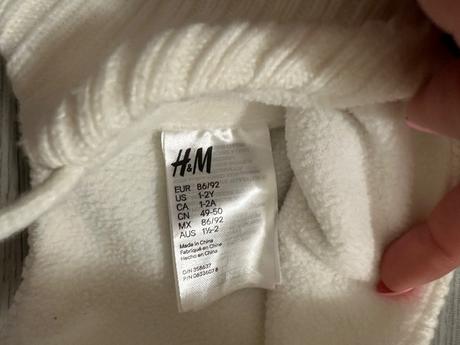 H&M
EUR 86/92
US 1-2Y
CA 1-2A
CN 49-50
MX 86/92
AUS 1½-2
Made in China
Fabriqué en Chine
Hecho en China